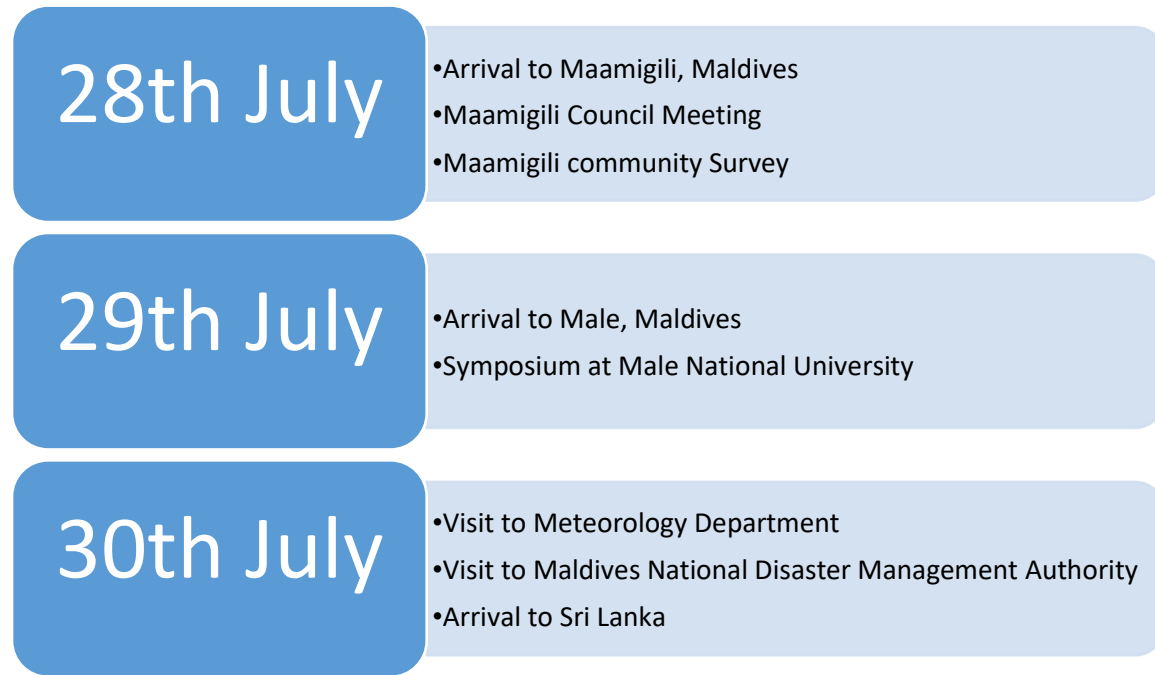 28th July
•Arrival to Maamigili, Maldives
•Maamigili Council Meeting
•Maamigili community Survey
29th July
•Arrival to Male, Maldives
•Symposium at Male National University
30th July
•Visit to Meteorology Department
•Visit to Maldives National Disaster Management Authority
•Arrival to Sri Lanka